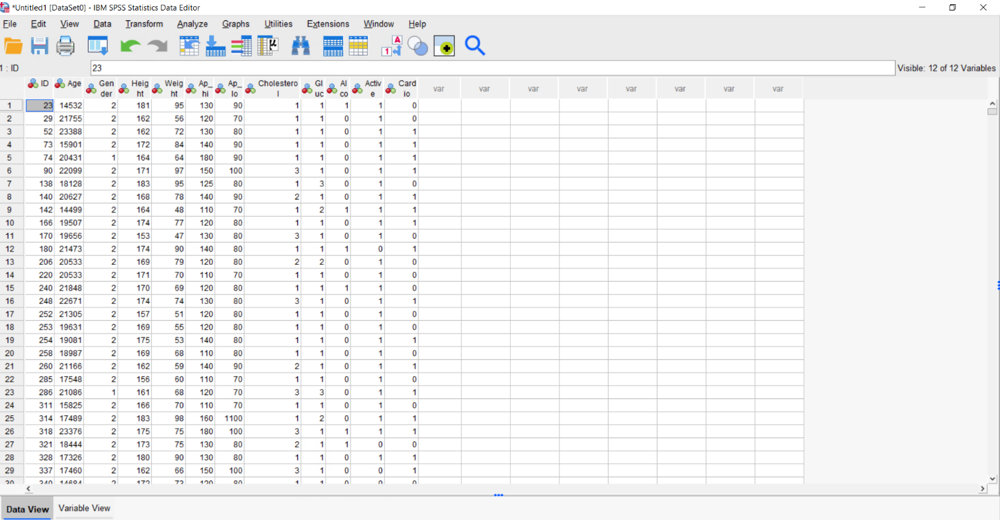 *Untitled1 [DataSet0] - IBM SPSS Statistics Data Editor
File Edit View Data Transform Analyze Graphs Utilities Extensions Window Help
1 : ID 23 Visible: 12 of 12 Variables
ID Age Gender Height Weight Ap_hi Ap_lo Cholesterol Gluc Alco Active Cardio var var var var var var var var
1 23 14532 2 181 95 130 90 1 1 1 1 0
2 29 21755 2 162 56 120 70 1 1 0 1 0
3 52 23388 2 162 72 130 80 1 1 0 1 1
4 73 15901 2 172 84 140 90 1 1 0 1 1
5 74 20431 1 164 64 180 90 1 1 0 1 1
6 90 22099 2 171 97 150 100 3 1 0 1 1
7 138 18128 2 183 95 125 80 1 3 0 1 0
8 140 20627 2 168 78 140 90 2 1 0 1 1
9 142 14499 2 164 48 110 70 1 2 1 1 1
10 166 19507 2 174 77 120 80 1 1 0 1 1
11 170 19656 2 153 47 130 80 3 1 0 1 0
12 180 21473 2 174 90 140 80 1 1 1 0 1
13 206 20533 2 169 79 120 80 2 2 0 1 0
14 220 20533 2 171 70 110 70 1 1 0 1 0
15 240 21848 2 170 69 120 80 1 1 1 1 0
16 248 22671 2 174 74 130 80 3 1 0 1 1
17 252 21305 2 157 51 120 80 1 1 0 1 0
18 253 19631 2 169 55 120 80 1 1 0 1 0
19 254 19081 2 175 53 140 80 1 1 0 1 1
20 258 18987 2 169 68 110 80 1 1 0 1 0
21 260 21166 2 162 59 140 90 2 1 0 1 1
22 285 17548 2 156 60 110 70 1 1 0 1 0
23 286 21086 1 161 68 120 70 3 3 0 1 1
24 311 15825 2 166 70 110 70 1 1 0 1 0
25 314 17489 2 183 98 160 1100 1 2 0 1 1
26 318 23376 2 175 75 180 100 3 1 1 1 1
27 321 18444 2 173 75 130 80 2 1 1 0 0
28 328 17326 2 180 90 130 80 1 1 0 1 1
29 337 17460 2 162 66 150 100 3 1 0 0 1
Data View Variable View